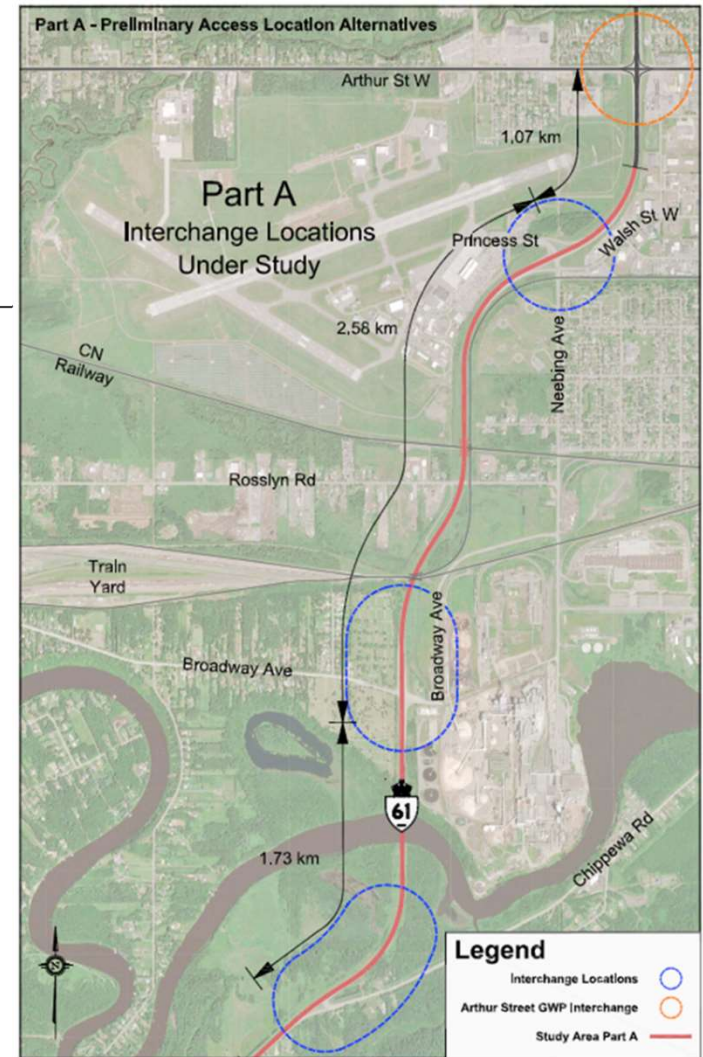 Part A - Preliminary Access Location Alternatives
Arthur St W
1,07 km
Part A
Interchange Locations
Under Study
Princess St
Walsh St W
2,58 km
Neebing Ave
CN
Railway
Rosslyn Rd
Train
Yard
Broadway Ave
Broadway Ave
61
1.73 km
Chippewa Rd
N
Legend
Interchange Locations
Arthur Street GWP Interchange
Study Area Part A